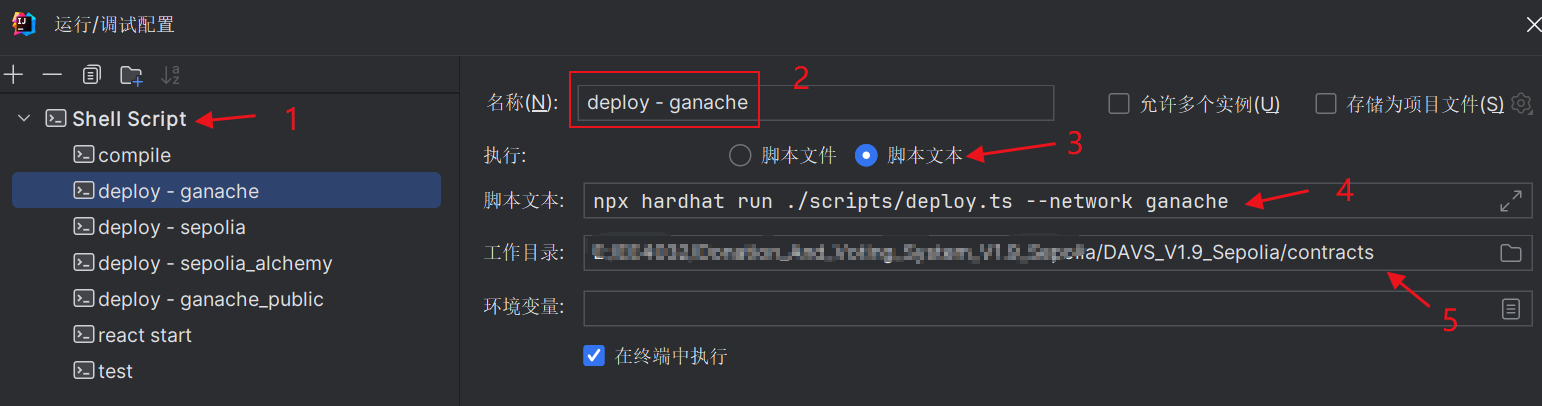 运行/调试配置
Shell Script
1
compile
deploy - ganache
deploy - sepolia
deploy - sepolia_alchemy
deploy - ganache_public
react start
test
名称(N):
deploy - ganache
2
允许多个实例(U)
存储为项目文件(S)
执行:
脚本文件
脚本文本
3
脚本文本:
npx hardhat run ./scripts/deploy.ts --network ganache
4
工作目录:
/DAVS_V1.9_Sepolia/contracts
5
环境变量:
在终端中执行